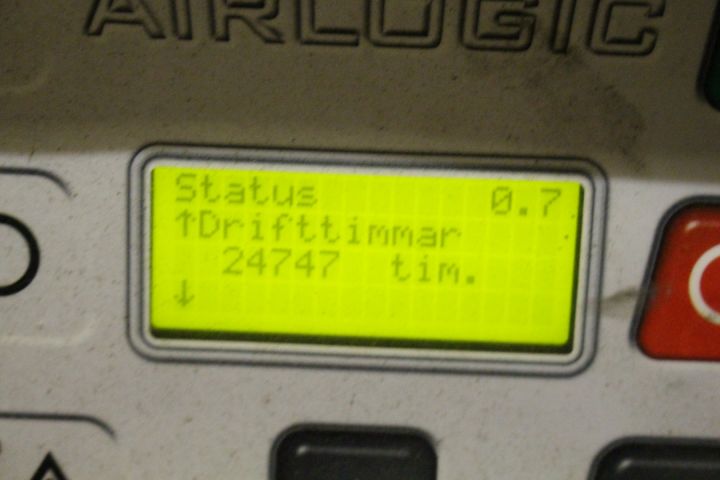 AIRLOGIC
Status 0.7
↑Drifttimmar
24747 tim.
↓